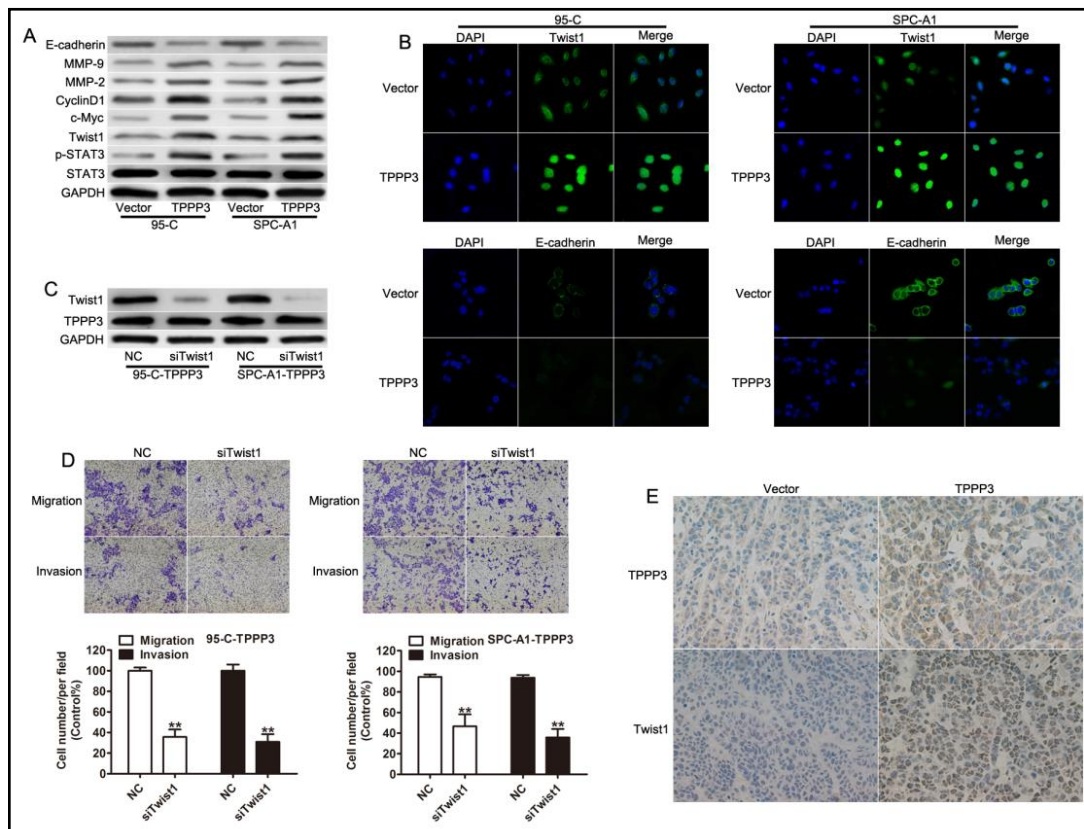 A
E-cadherin
MMP-9
MMP-2
CyclinD1
c-Myc
Twist1
p-STAT3
STAT3
GAPDH
Vector TPPP3 Vector TPPP3
95-C SPC-A1
B
95-C
DAPI Twist1 Merge
Vector
TPPP3
DAPI E-cadherin Merge
Vector
TPPP3
SPC-A1
DAPI Twist1 Merge
Vector
TPPP3
DAPI E-cadherin Merge
Vector
TPPP3
C
Twist1
TPPP3
GAPDH
NC siTwist1 NC siTwist1
95-C-TPPP3 SPC-A1-TPPP3
D
NC siTwist1
Migration
Invasion
NC siTwist1
Migration
Invasion
Migration 95-C-TPPP3
Invasion
Cell number/per field
(Control%)
120
100
80
60
40
20
0
** **
NC siTwist1 NC siTwist1
Migration SPC-A1-TPPP3
Invasion
Cell number/per field
(Control%)
120
100
80
60
40
20
0
** **
NC siTwist1 NC siTwist1
E
Vector TPPP3
TPPP3
Twist1